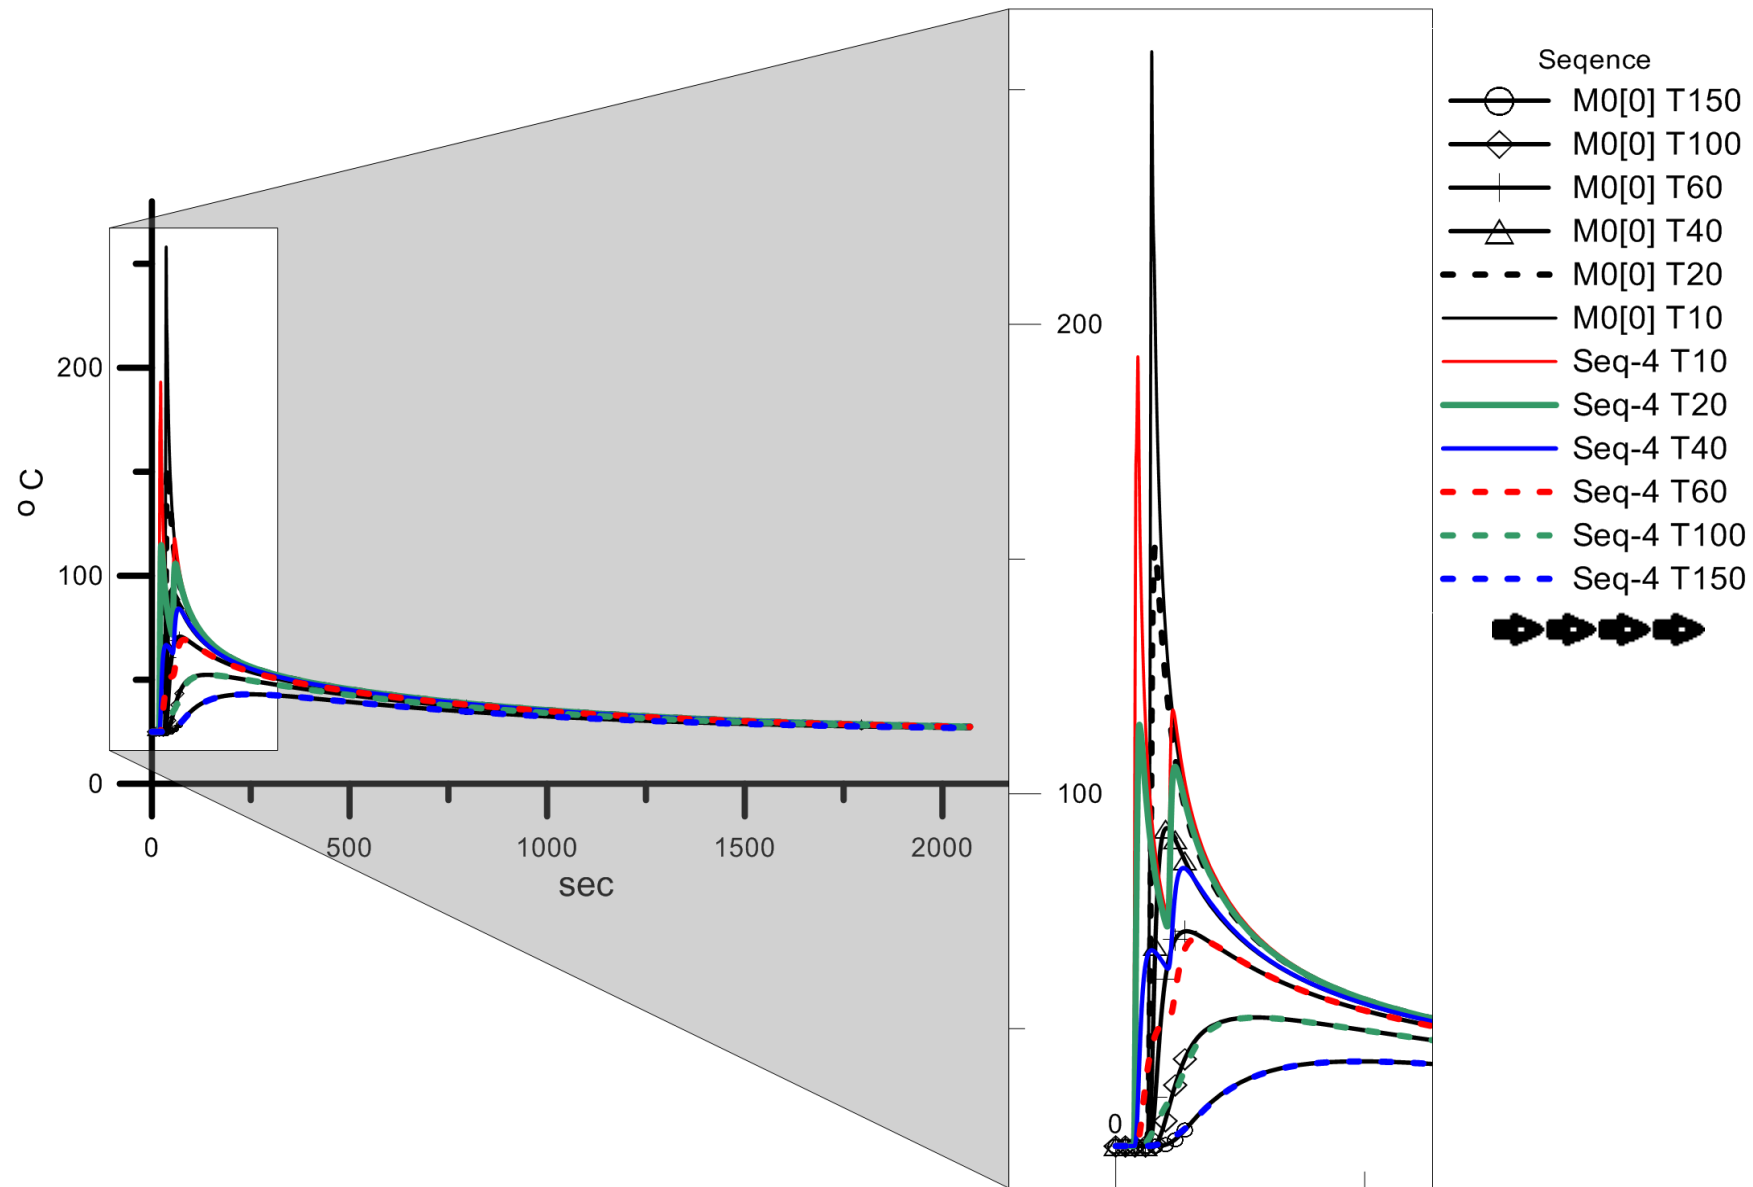 200
100
0
o C
0
500
1000
1500
2000
sec
200
100
0
Seqence
M0[0] T150
M0[0] T100
M0[0] T60
M0[0] T40
M0[0] T20
M0[0] T10
Seq-4 T10
Seq-4 T20
Seq-4 T40
Seq-4 T60
Seq-4 T100
Seq-4 T150